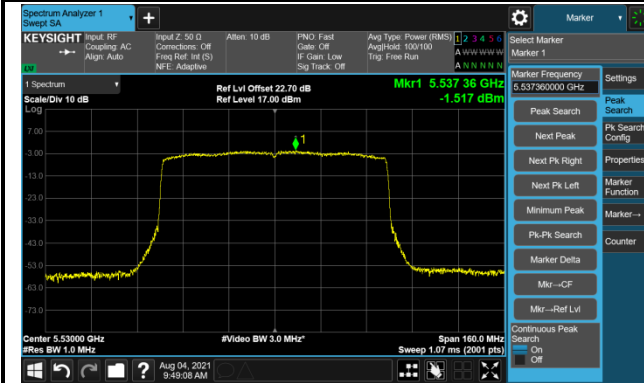 Spectrum Analyzer 1
Swept SA
+
Marker
KEYSIGHT
Input: RF
Coupling: AC
Align: Auto
Input Z: 50 Ω
Corrections: Off
Freq Ref: Int (S)
NFE: Adaptive
Atten: 10 dB
PNO: Fast
Gate: Off
IF Gain: Low
Sig Track: Off
Avg Type: Power (RMS)
Avg|Hold: 100/100
Trig: Free Run
1 2 3 4 5 6
A W W W W W
A N N N N N
Select Marker
Marker 1
1 Spectrum
Scale/Div 10 dB
Log
Ref Lvl Offset 22.70 dB
Ref Level 17.00 dBm
Mkr1 5.537 36 GHz
-1.517 dBm
7.00
-3.00
-13.0
-23.0
-33.0
-43.0
-53.0
-63.0
-73.0
1
Center 5.53000 GHz
#Res BW 1.0 MHz
#Video BW 3.0 MHz*
Span 160.0 MHz
Sweep 1.07 ms (2001 pts)
Marker Frequency
5.537360000 GHz
Peak Search
Next Peak
Next Pk Right
Next Pk Left
Minimum Peak
Pk-Pk Search
Marker Delta
Mkr→CF
Mkr→Ref Lvl
Continuous Peak
Search
On
Off
Settings
Peak
Search
Pk Search
Config
Properties
Marker
Function
Marker→
Counter
?
Aug 04, 2021
9:49:08 AM